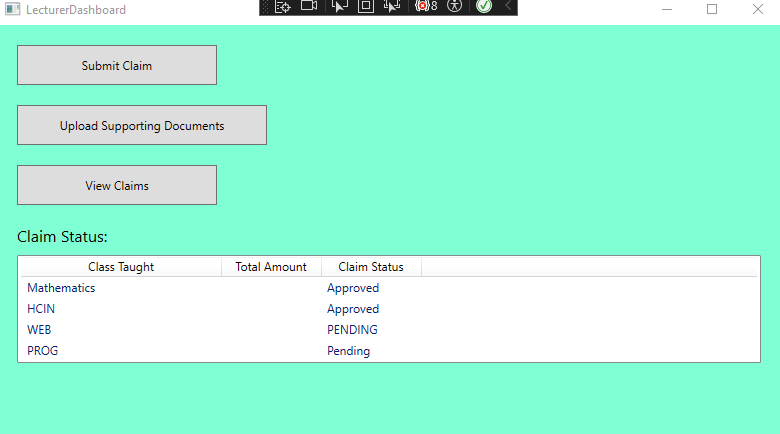 LecturerDashboard
8
Submit Claim
Upload Supporting Documents
View Claims
Claim Status:
Class Taught Total Amount Claim Status
Mathematics Approved
HCIN Approved
WEB PENDING
PROG Pending